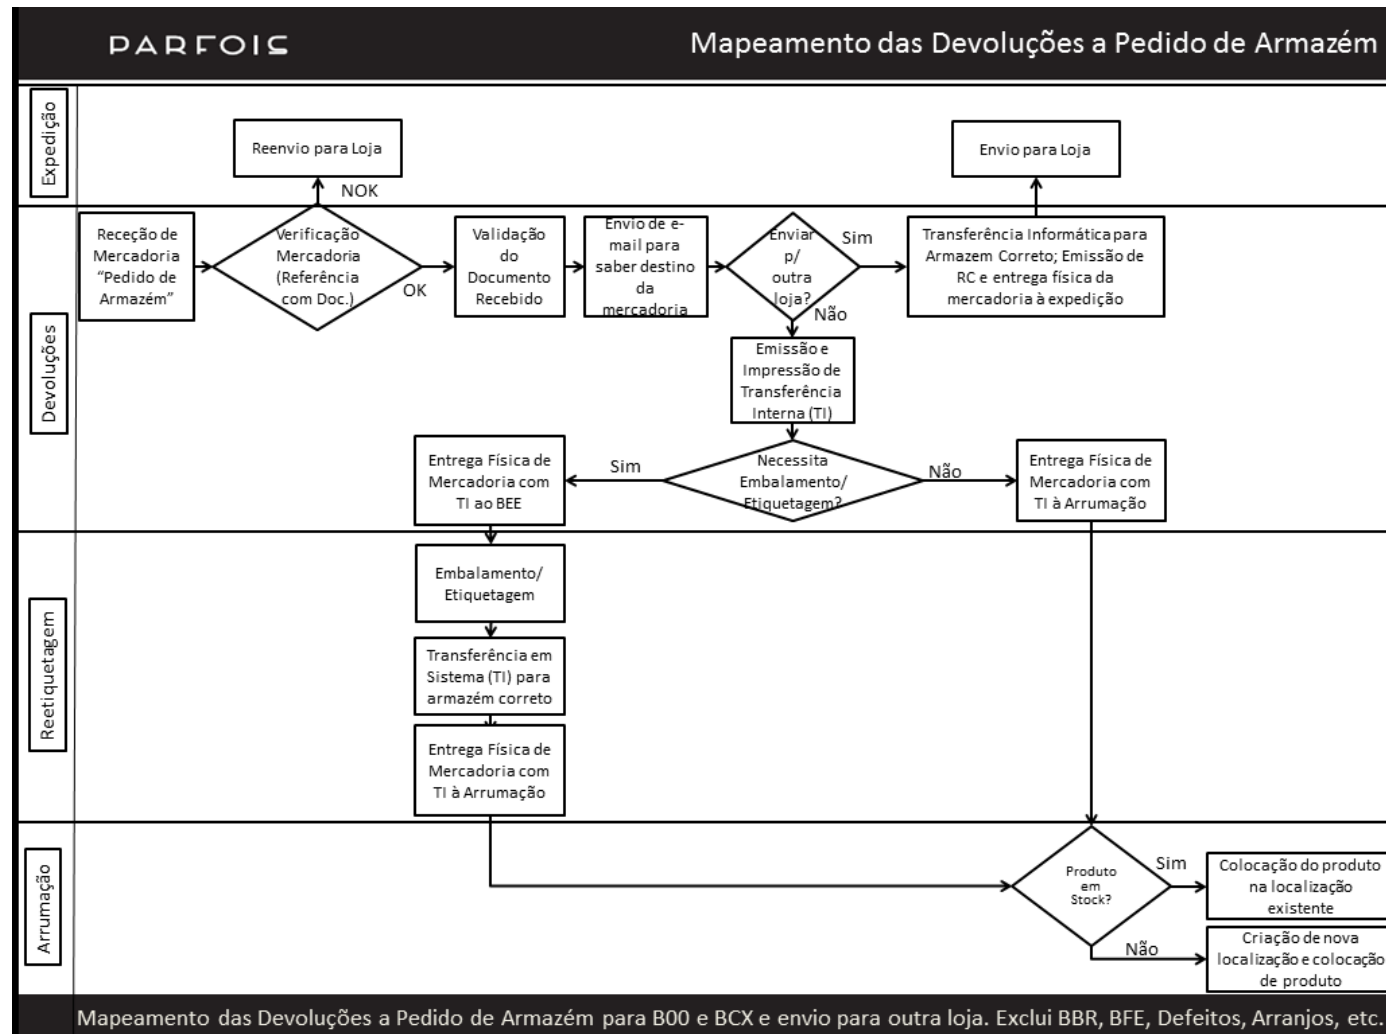 PARFOIS
Mapeamento das Devoluções a Pedido de Armazém
Expedição
Reenvio para Loja
Envio para Loja
NOK
Devoluções
Receção de
Mercadoria
“Pedido de
Armazém”
Verificação
Mercadoria
(Referência
com Doc.)
OK
Validação
do
Documento
Recebido
Envio de e-
mail para
saber destino
da
mercadoria
Enviar
p/
outra
loja?
Sim
Não
Transferência Informática para
Armazem Correto; Emissão de
RC e entrega física da
mercadoria à expedição
Emissão e
Impressão de
Transferência
Interna (TI)
Necessita
Embalamento/
Etiquetagem?
Sim
Não
Entrega Física de
Mercadoria com
TI ao BEE
Entrega Física de
Mercadoria com
TI à Arrumação
Reetiquetagem
Embalamento/
Etiquetagem
Transferência em
Sistema (TI) para
armazém correto
Entrega Física de
Mercadoria com
TI à Arrumação
Arrumação
Produto
em
Stock?
Sim
Não
Colocação do produto
na localização
existente
Criação de nova
localização e colocação
de produto
Mapeamento das Devoluções a Pedido de Armazém para B00 e BCX e envio para outra loja. Exclui BBR, BFE, Defeitos, Arranjos, etc.